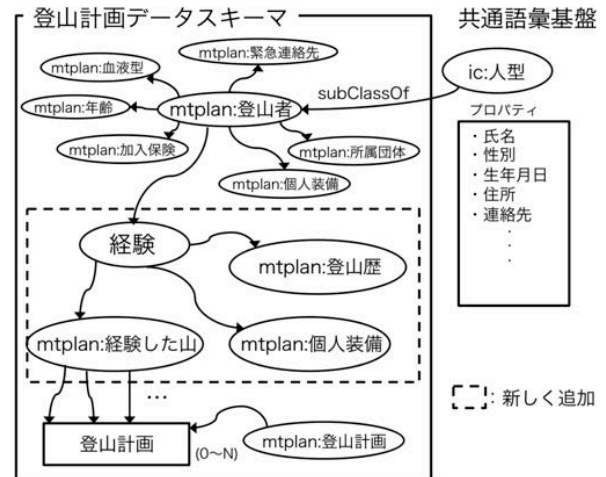 登山計画データスキーマ
共通語彙基盤
mtplan:緊急連絡先
mtplan:血液型
ic:人型
subClassOf
mtplan:年齢
mtplan:登山者
プロパティ
mtplan:加入保険
mtplan:所属団体
mtplan:個人装備
・氏名
・性別
・生年月日
・住所
・連絡先
・
・
・
経験
mtplan:登山歴
mtplan:経験した山
mtplan:個人装備
…
:新しく追加
登山計画
(0〜N)
mtplan:登山計画